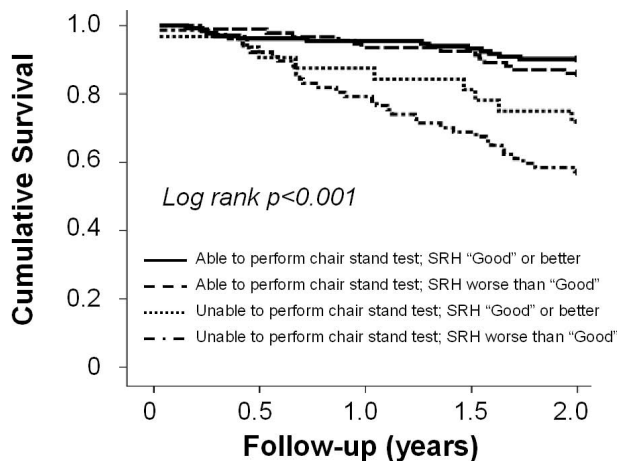 Cumulative Survival
1.0
0.8
0.6
0.4
0.2
0
Log rank p<0.001
Able to perform chair stand test; SRH “Good” or better
Able to perform chair stand test; SRH worse than “Good”
Unable to perform chair stand test; SRH “Good” or better
Unable to perform chair stand test; SRH worse than “Good”
0 0.5 1.0 1.5 2.0
Follow-up (years)